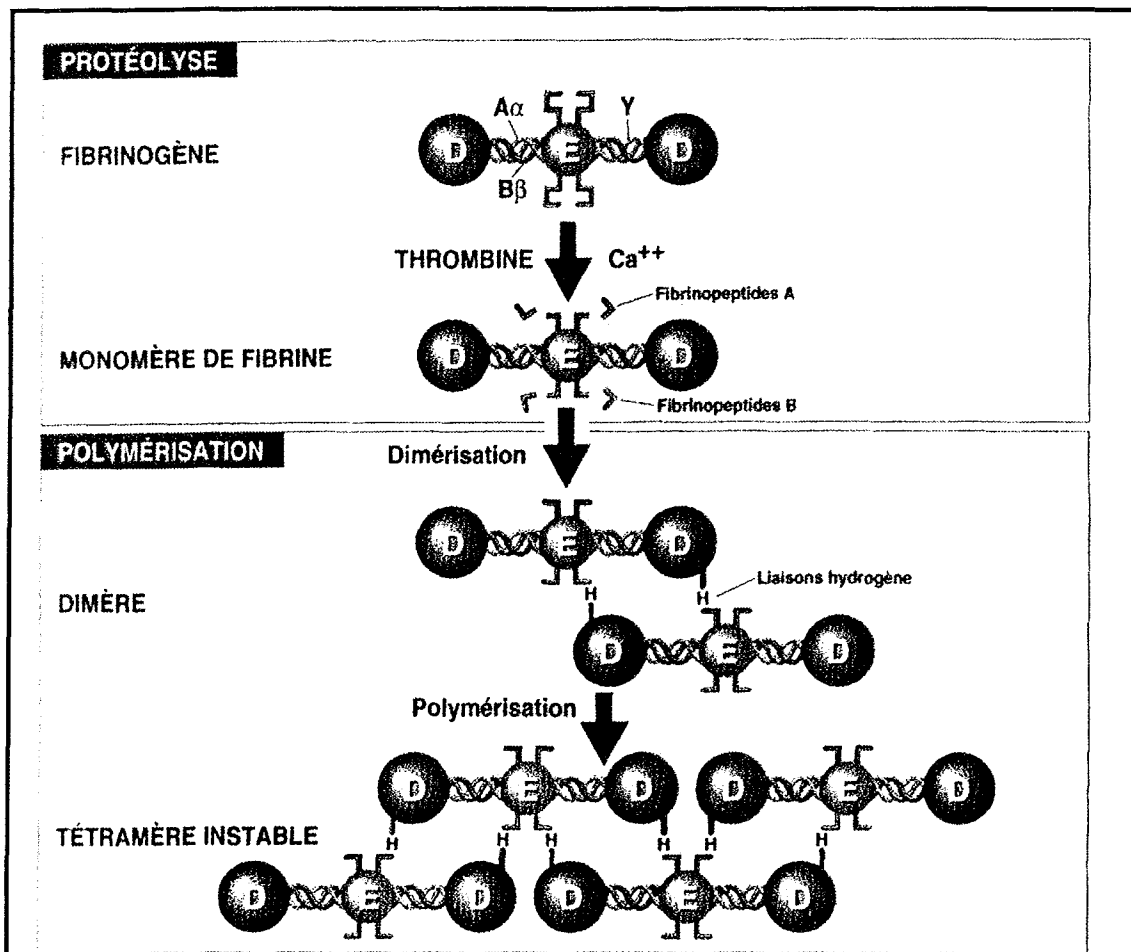 PROTÉOLYSE
Aα
Y
FIBRINOGÈNE
D
E
D
Bβ
THROMBINE
Ca++
Fibrinopeptides A
MONOMÈRE DE FIBRINE
D
E
D
Fibrinopeptides B
POLYMÉRISATION
Dimérisation
D
E
D
Liaisons hydrogène
H
H
DIMÈRE
D
E
D
Polymérisation
D
E
D
D
E
D
TÉTRAMÈRE INSTABLE
H
H
H
H
H
H
D
E
D
D
E
D